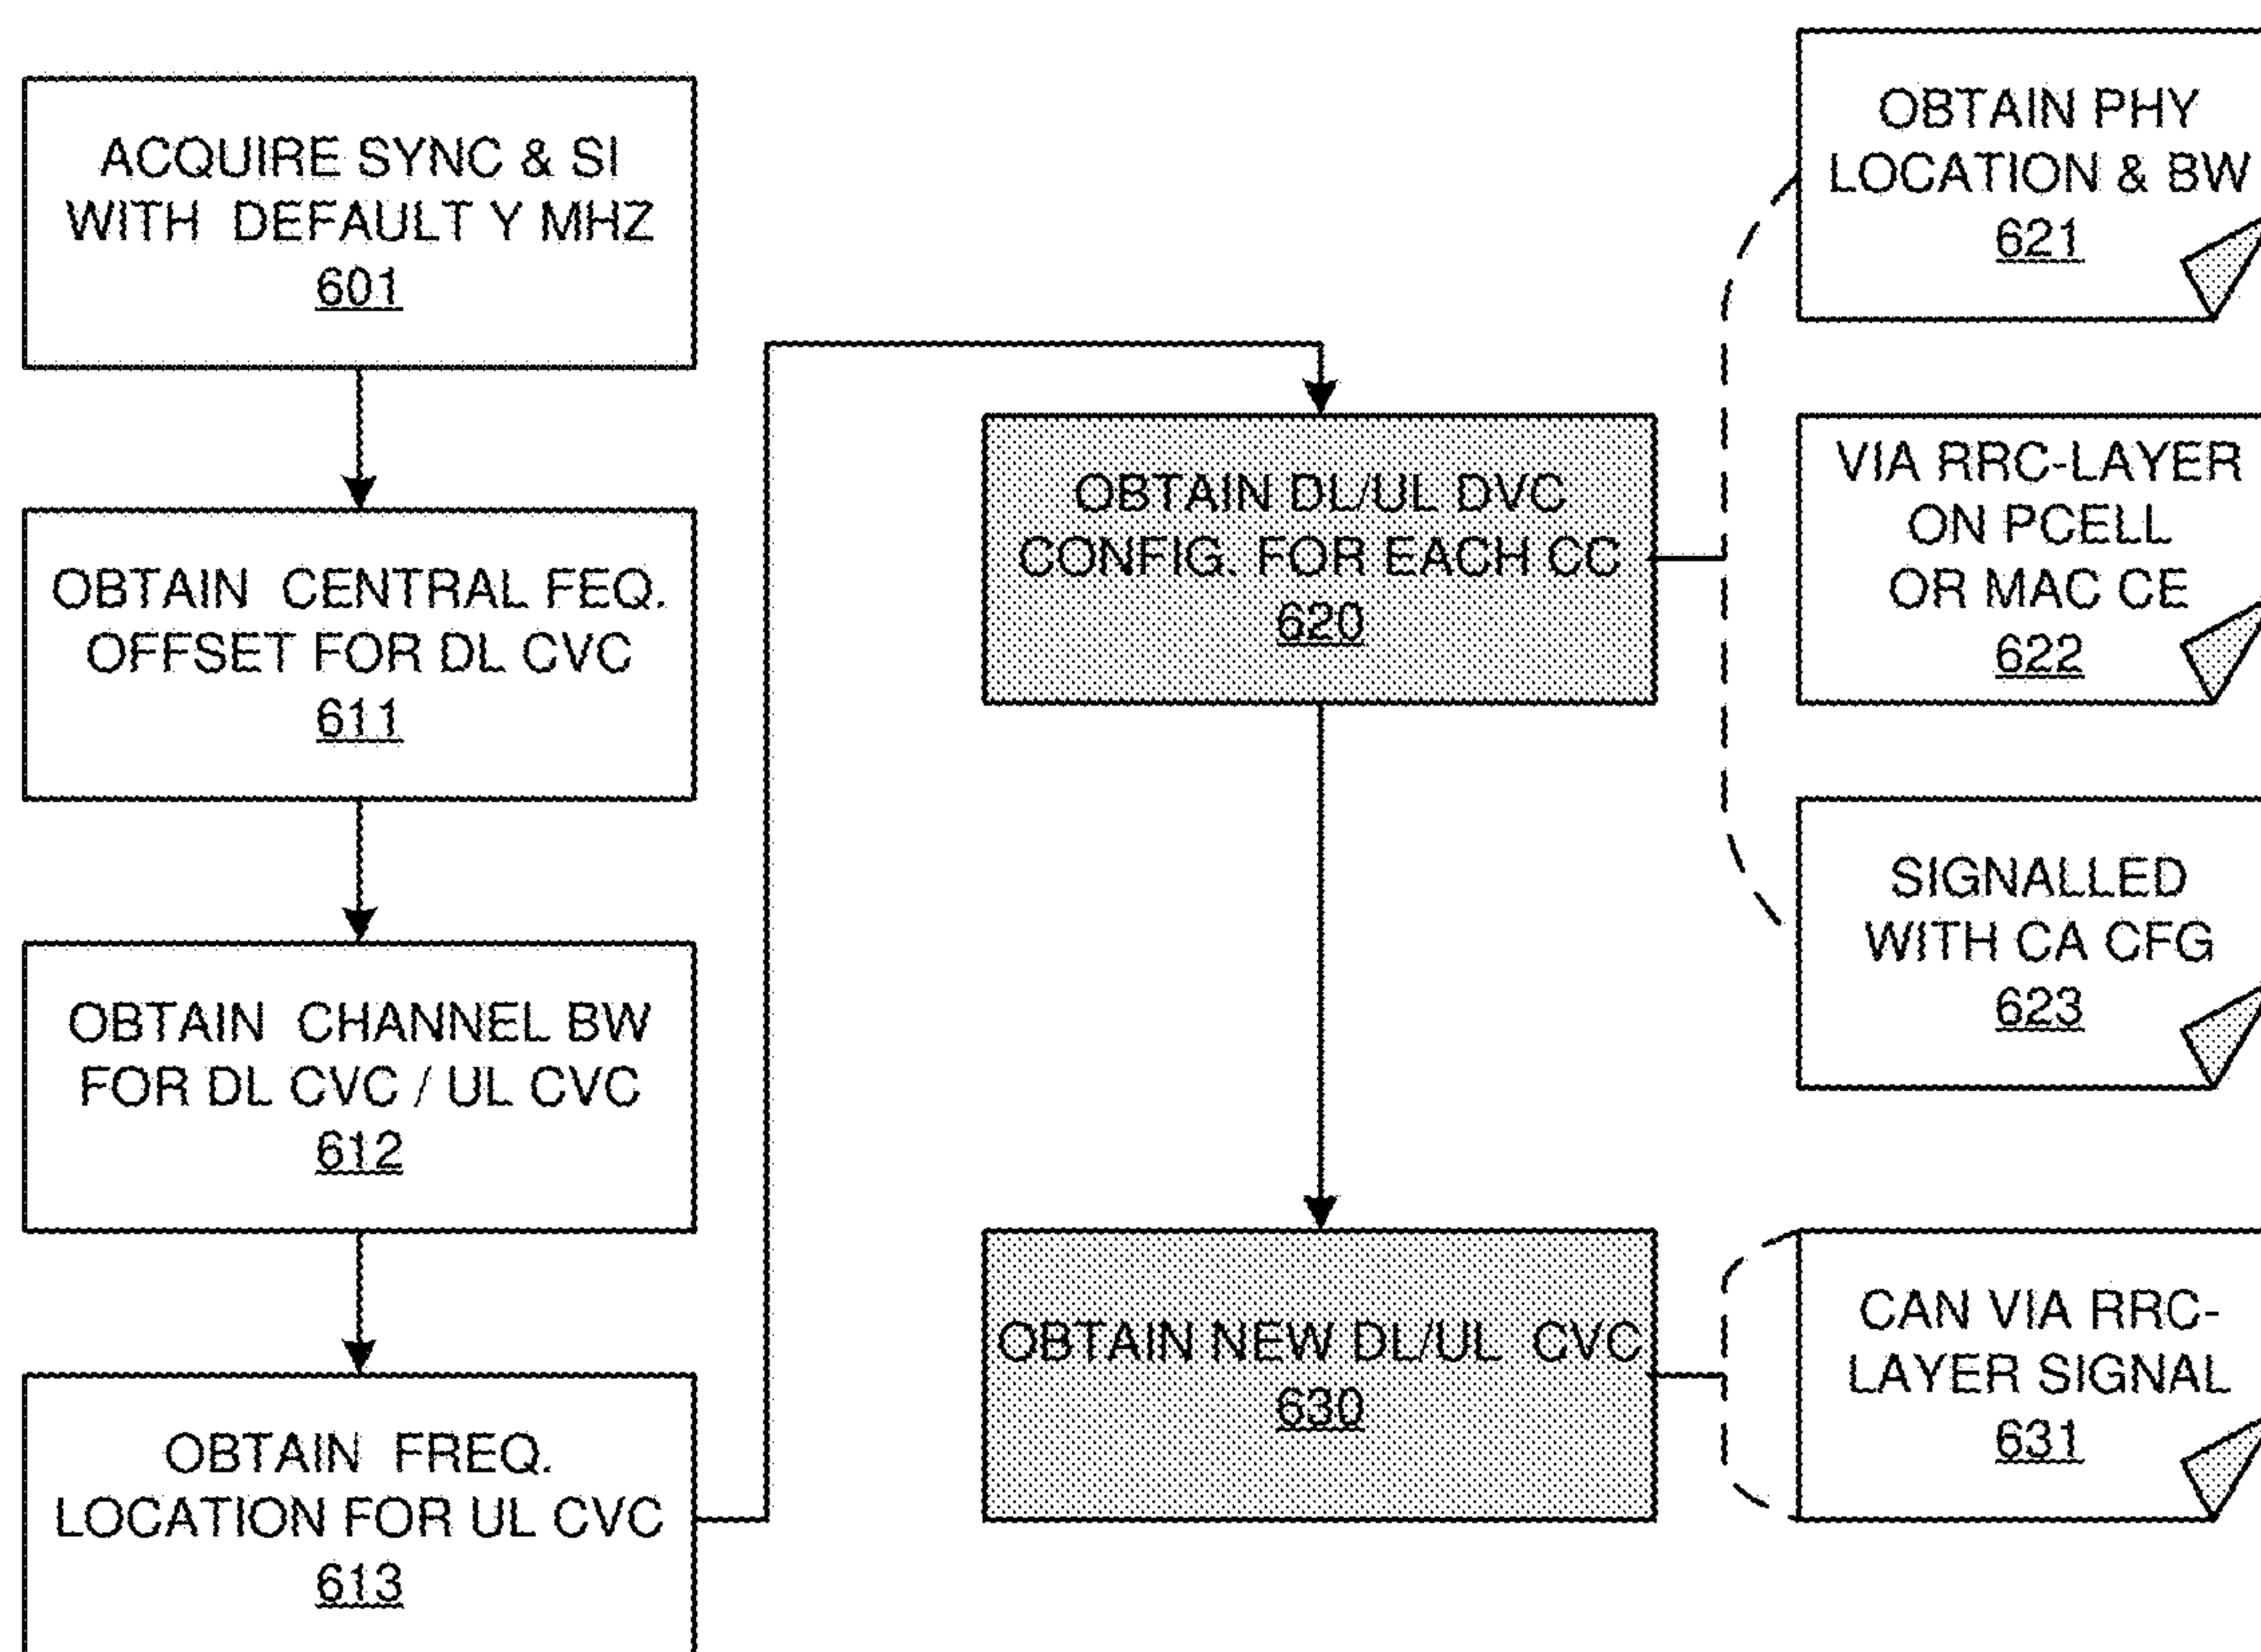 ACQUIRE SYNC & SI
WITH DEFAULT Y MHZ
601
OBTAIN CENTRAL FEQ.
OFFSET FOR DL CVC
611
OBTAIN CHANNEL BW
FOR DL CVC / UL CVC
612
OBTAIN FREQ.
LOCATION FOR UL CVC
613
OBTAIN DL/UL DVC
CONFIG. FOR EACH CC
620
OBTAIN NEW DL/UL CVC
630
OBTAIN PHY
LOCATION & BW
621
VIA RRC-LAYER
ON PCELL
OR MAC CE
622
SIGNALLED
WITH CA CFG
623
CAN VIA RRC-
LAYER SIGNAL
631